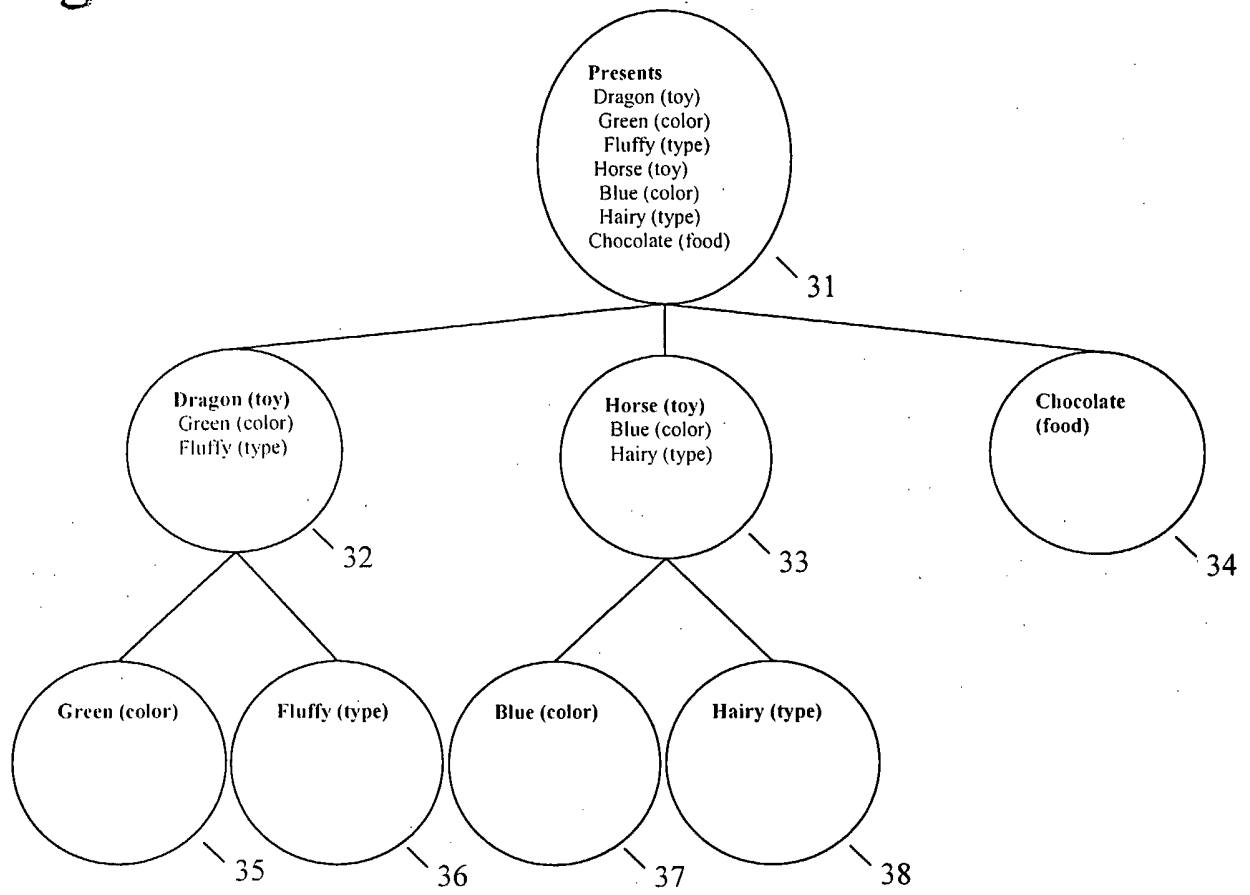 Presents
Dragon (toy)
Green (color)
Fluffy (type)
Horse (toy)
Blue (color)
Hairy (type)
Chocolate (food)
31
Dragon (toy)
Green (color)
Fluffy (type)
32
Horse (toy)
Blue (color)
Hairy (type)
33
Chocolate
(food)
34
Green (color)
35
Fluffy (type)
36
Blue (color)
37
Hairy (type)
38